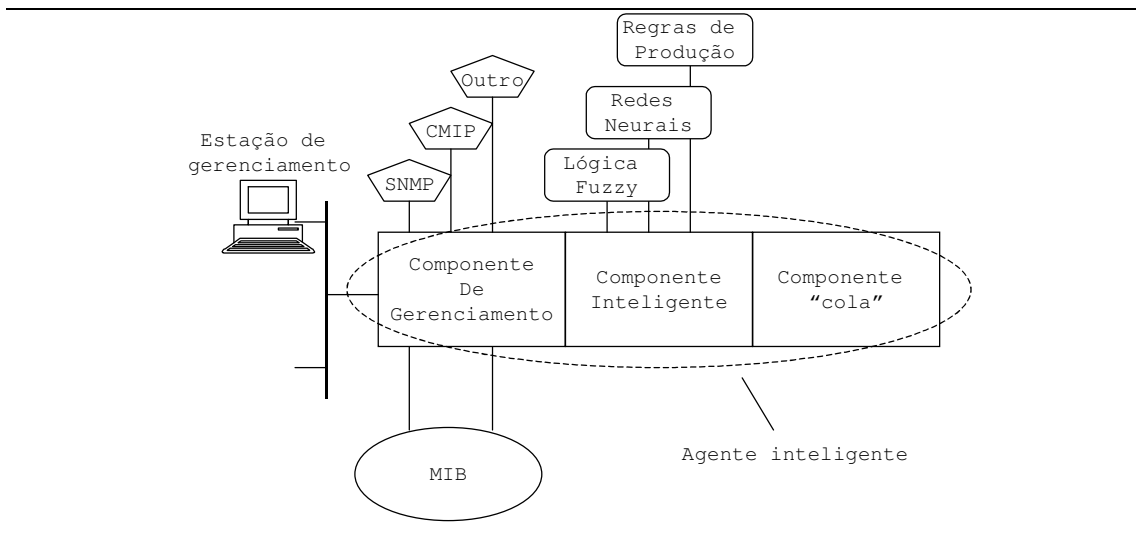 Regras de
Produção
Outro
Redes
Neurais
CMIP
Estação de
gerenciamento
Lógica
Fuzzy
SNMP
Componente
De
Gerenciamento
Componente
Inteligente
Componente
“cola”
Agente inteligente
MIB